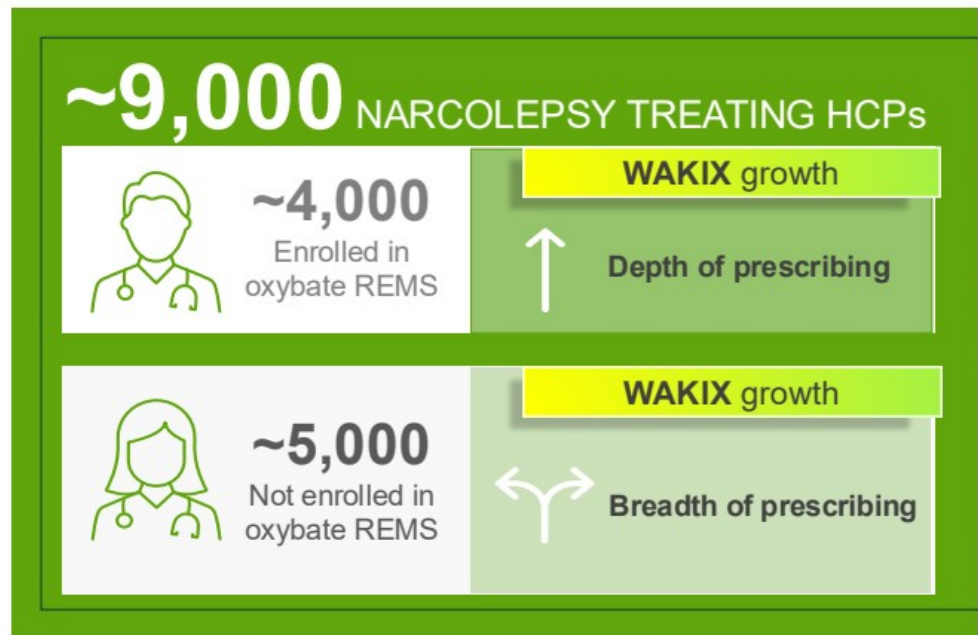 ~9,000 NARCOLEPSY TREATING HCPs
~4,000
Enrolled in
oxybate REMS
WAKIX growth
Depth of prescribing
~5,000
Not enrolled in
oxybate REMS
WAKIX growth
Breadth of prescribing